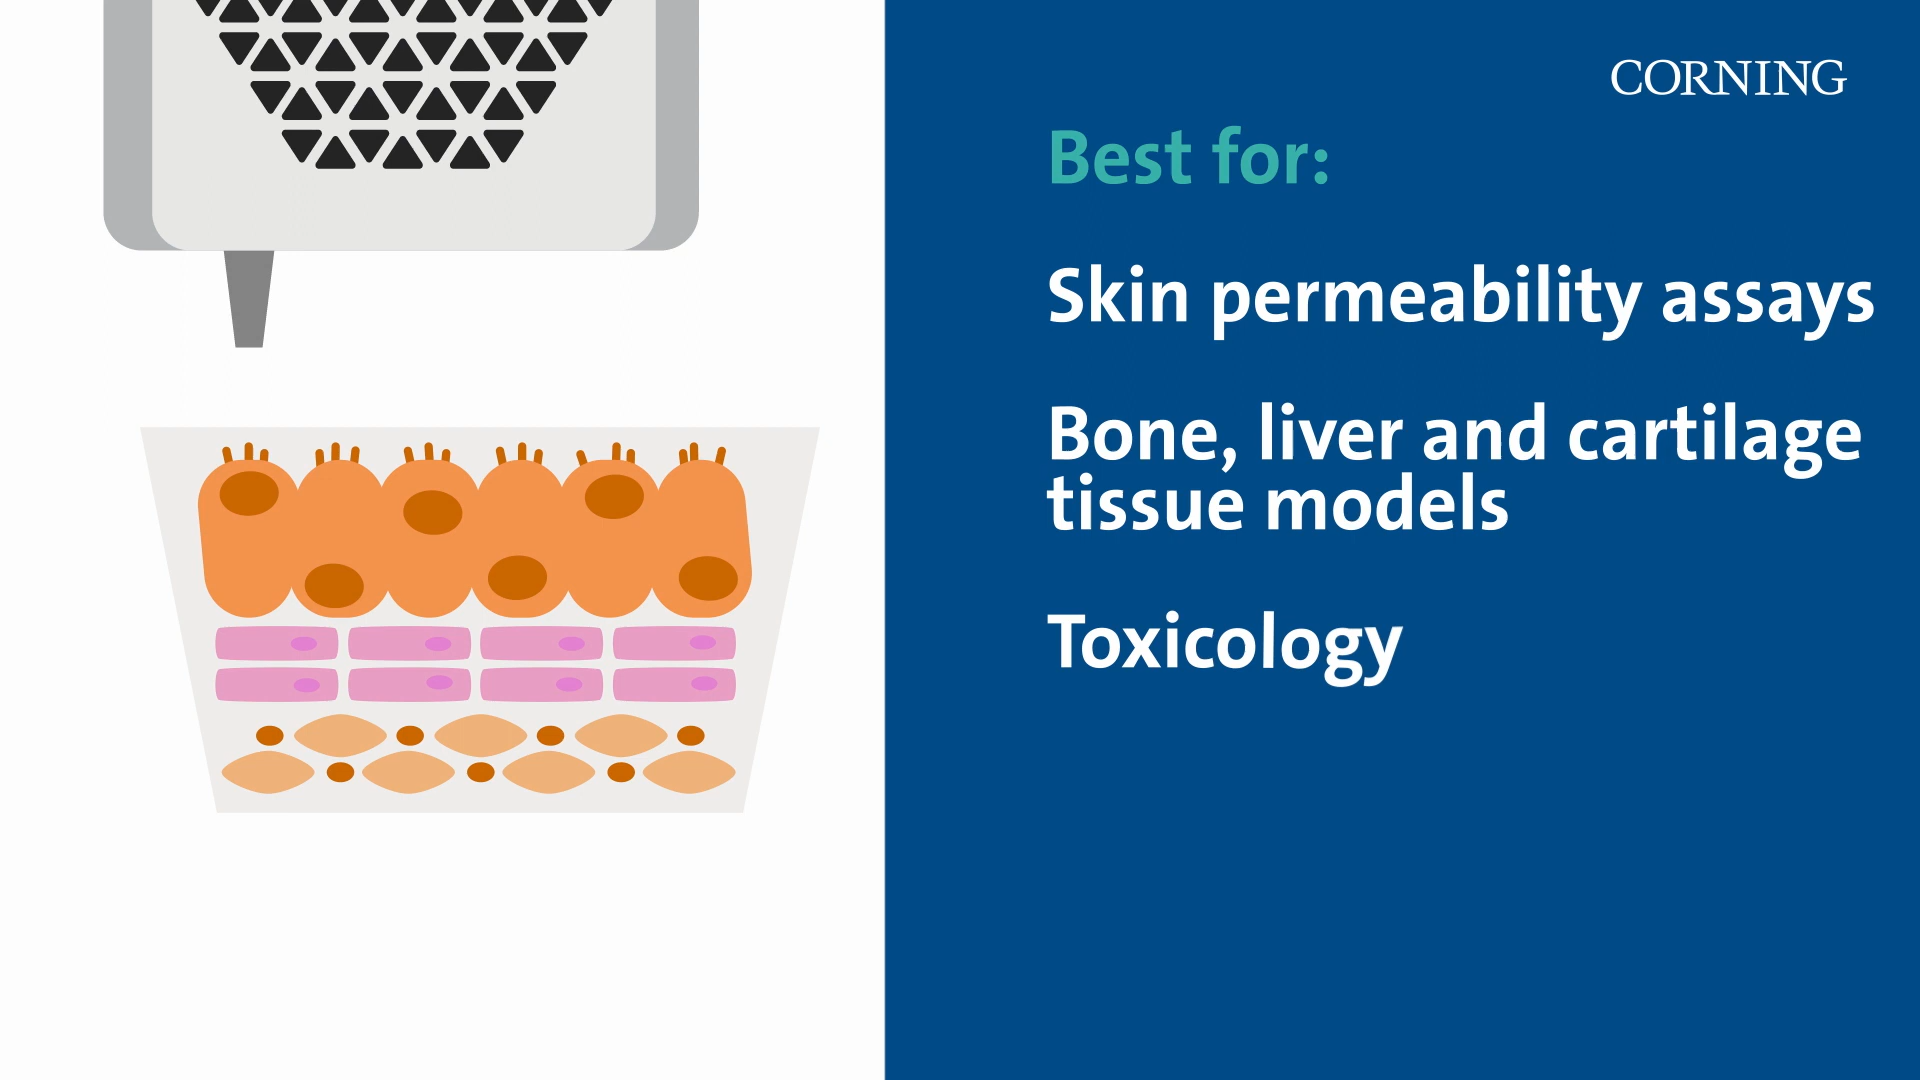 CORNING
Best for:
Skin permeability assays
Bone, liver and cartilage
tissue models
Toxicology